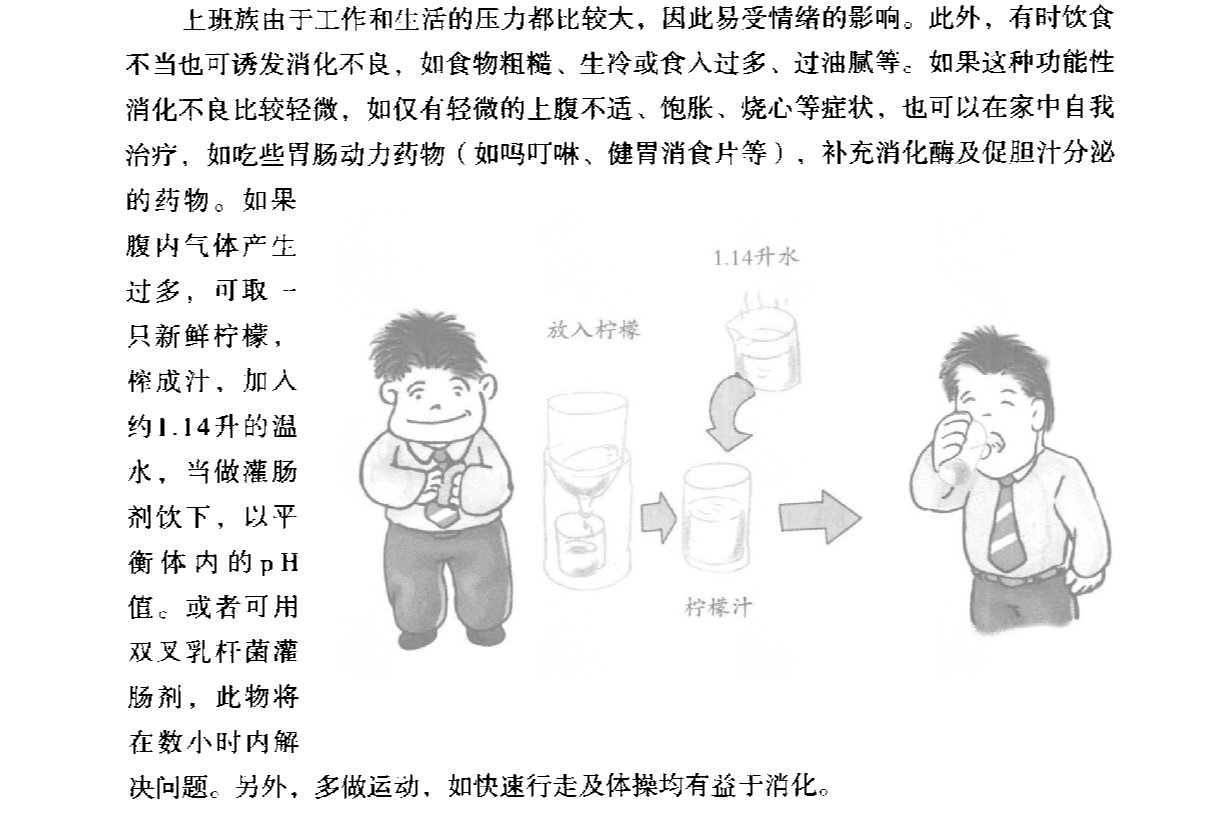 上班族由于工作和生活的压力都比较大，因此易受情绪的影响。此外，有时饮食
不当也可诱发消化不良，如食物粗糙、生冷或食入过多、过油腻等。如果这种功能性
消化不良比较轻微，如仅有轻微的上腹不适、饱胀、烧心等症状，也可以在家中自我
治疗，如吃些胃肠动力药物（如吗叮啉、健胃消食片等），补充消化酶及促胆汁分泌
的药物。如果
腹内气体产生
过多，可取一
只新鲜柠檬，
榨成汁，加入
约1.14升的温
水，当做灌肠
剂饮下，以平
衡体内的pH
值。或者可用
双叉乳杆菌灌
肠剂，此物将
在数小时内解
决问题。另外，多做运动，如快速行走及体操均有益于消化。
1.14升水
放入柠檬
柠檬汁